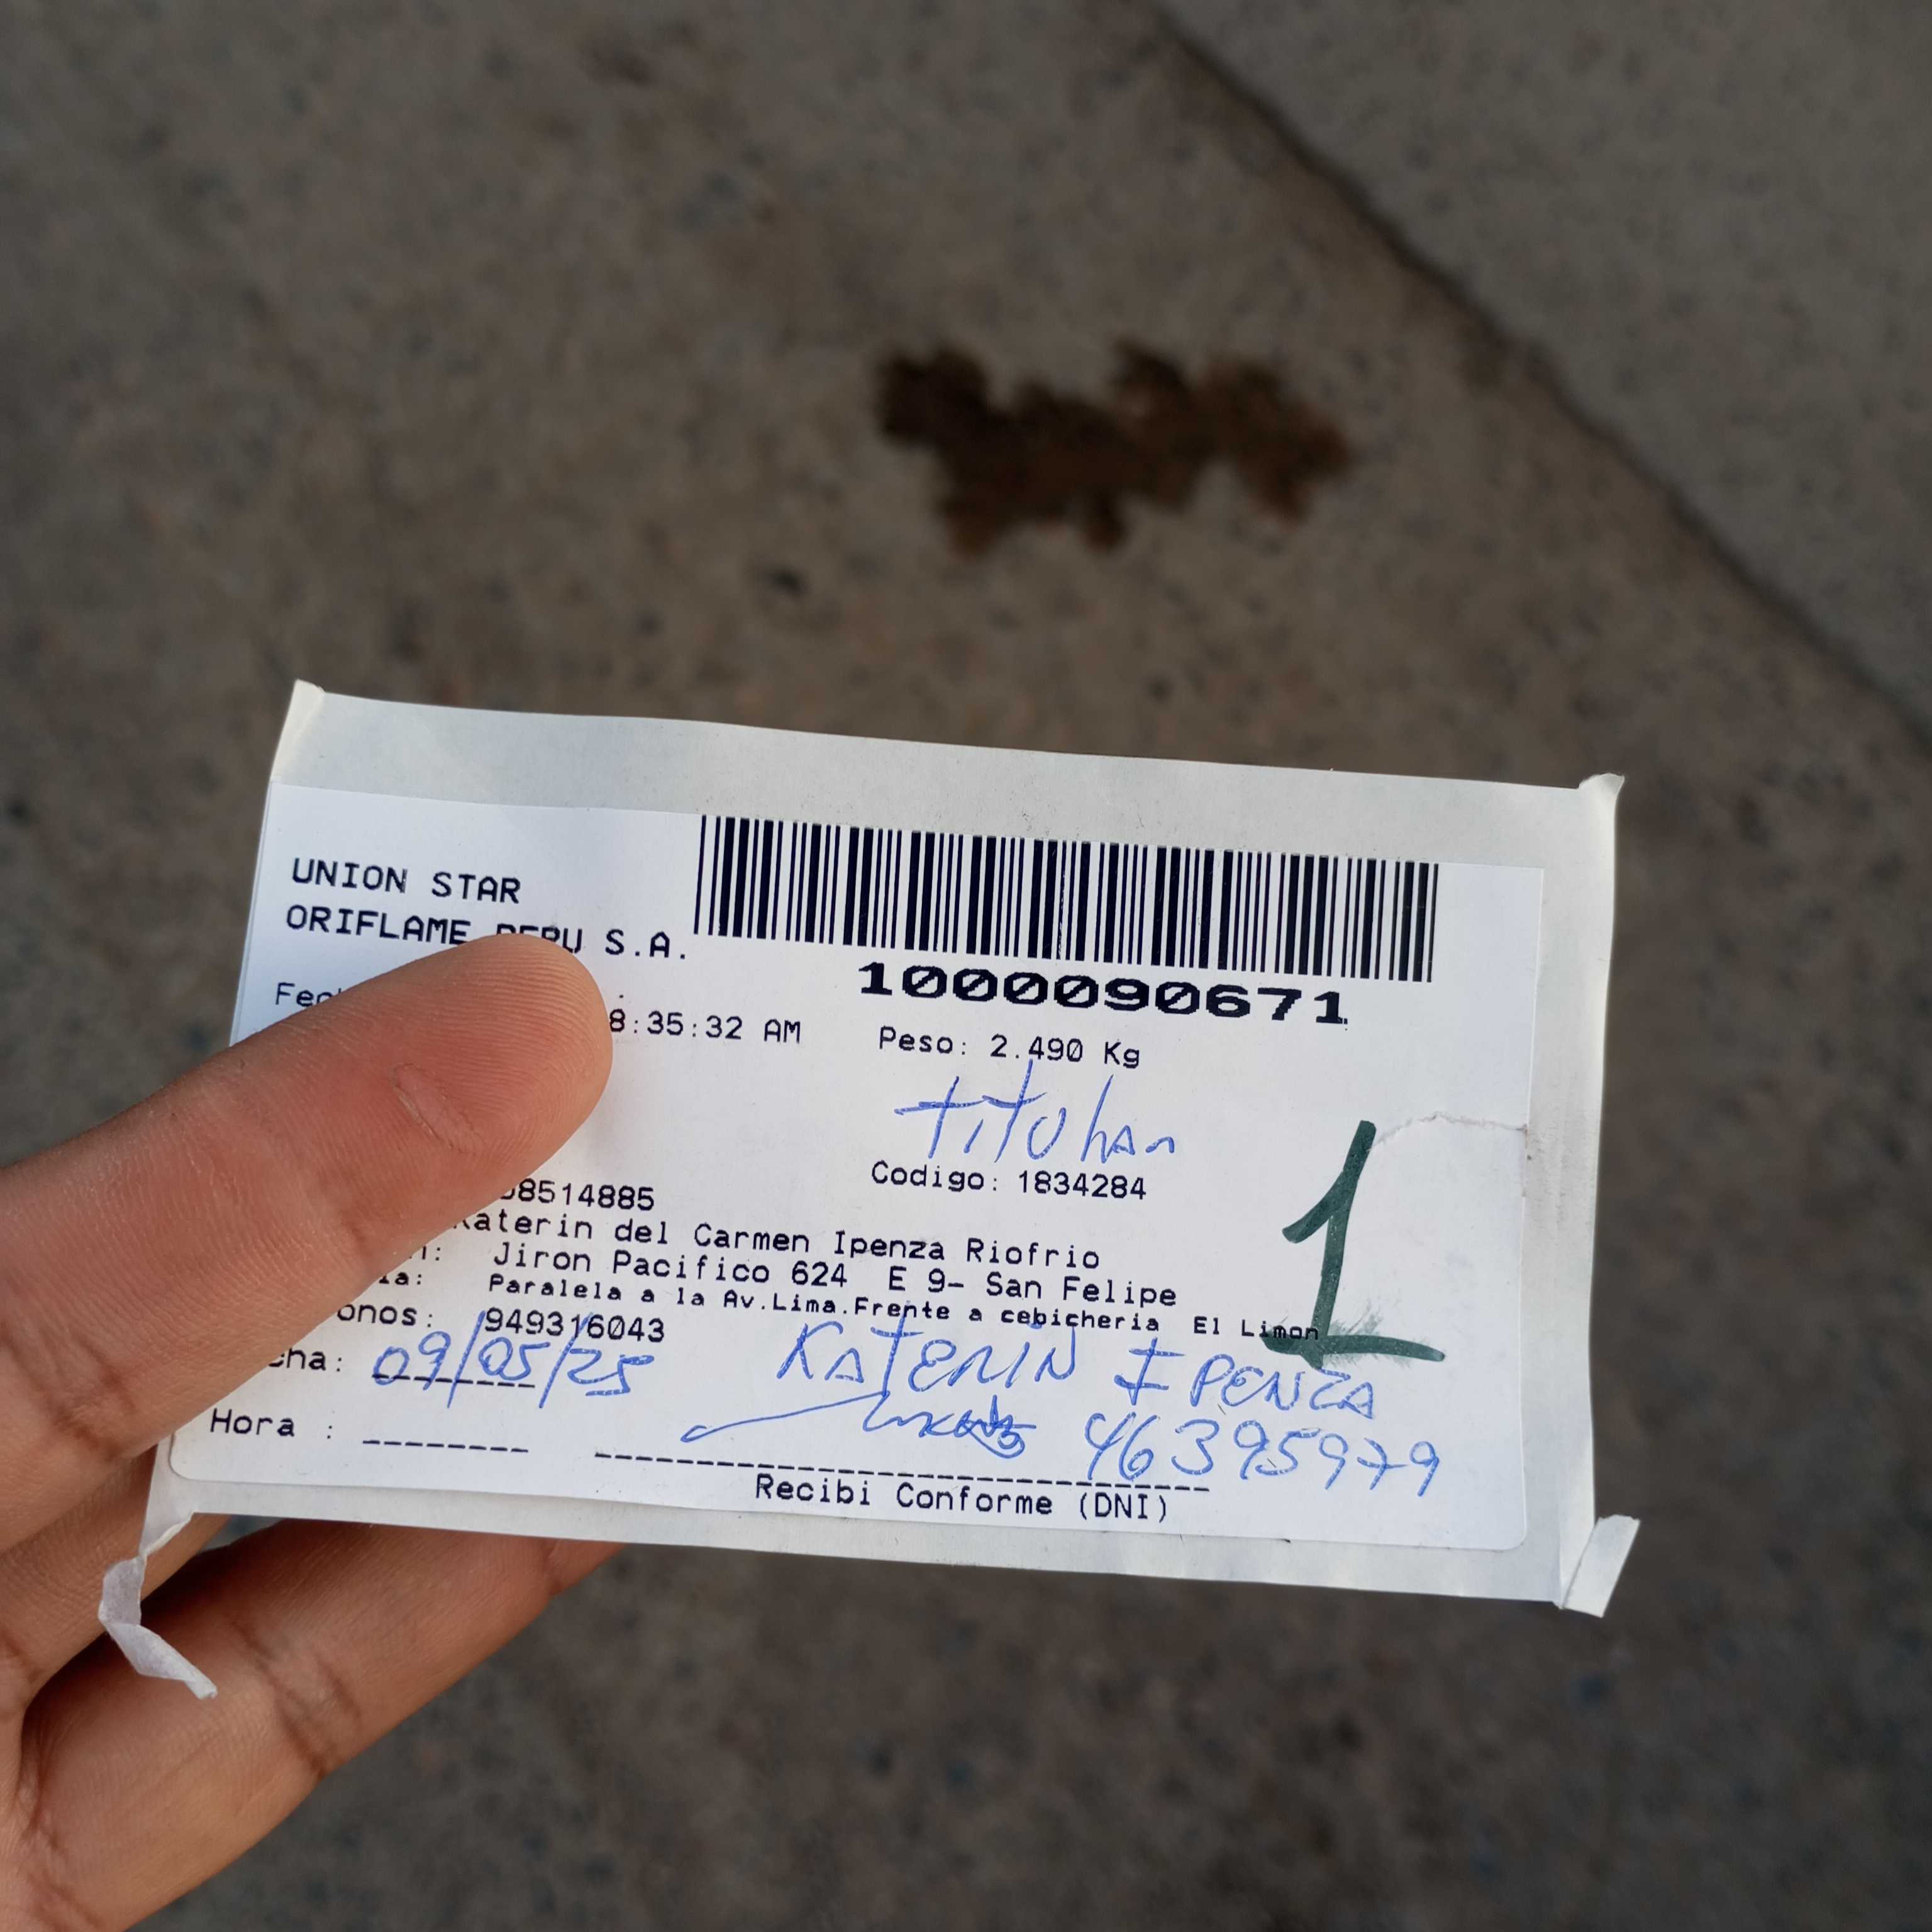 UNION STAR
ORIFLAME PERU S.A.
1000090671
8:35:32 AM
Peso: 2.490 Kg
titular
Codigo: 1834284
8514885
Katerin del Carmen Ipenza Riofrio
Jiron Pacifico 624 E 9- San Felipe
Paralela a la Av.Lima.Frente a cebicheria El Limon
onos: 949316043
1
cha: 09/05/25
KATERIN IPENZA
46395979
Hora : --------
Recibi Conforme (DNI)